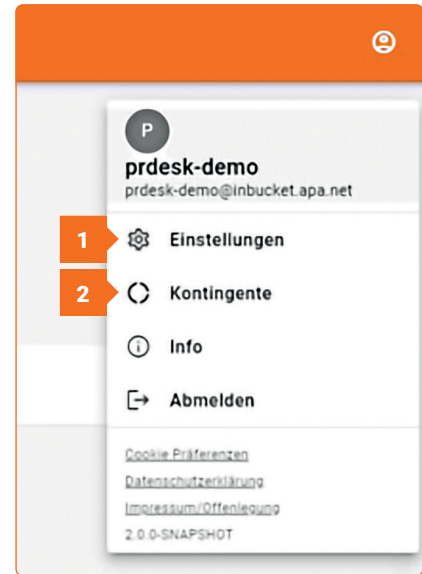 P
prdesk-demo
prdesk-demo@inbucket.apa.net
1 Einstellungen
2 Kontingente
Info
Abmelden
Cookie Präferenzen
Datenschutzerklärung
Impressum/Offenlegung
2.0.0-SNAPSHOT